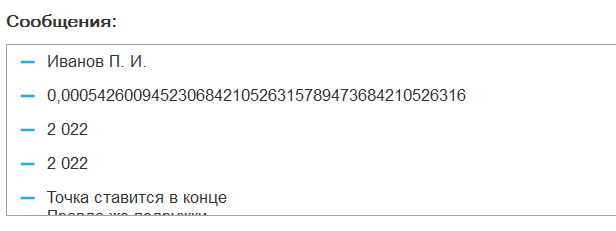 Сообщения:
Иванов П. И.
0,000542600945230684210526315789473684210526316
2 022
2 022
Точка ставится в конце